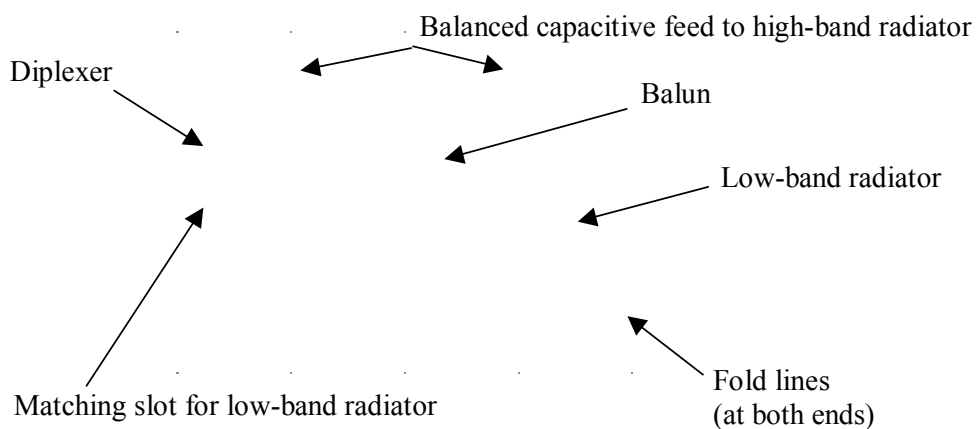 Balanced capacitive feed to high-band radiator
Diplexer
Balun
Low-band radiator
Matching slot for low-band radiator
Fold lines
(at both ends)